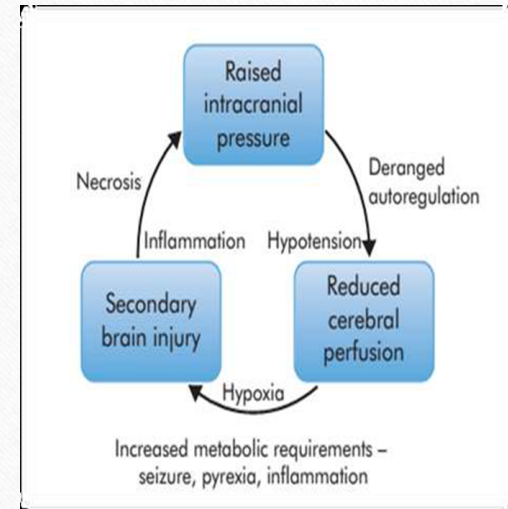 Raised
intracranial
pressure
Necrosis
Deranged
autoregulation
Inflammation
Hypotension
Secondary
brain injury
Reduced
cerebral
perfusion
Hypoxia
Increased metabolic requirements –
seizure, pyrexia, inflammation